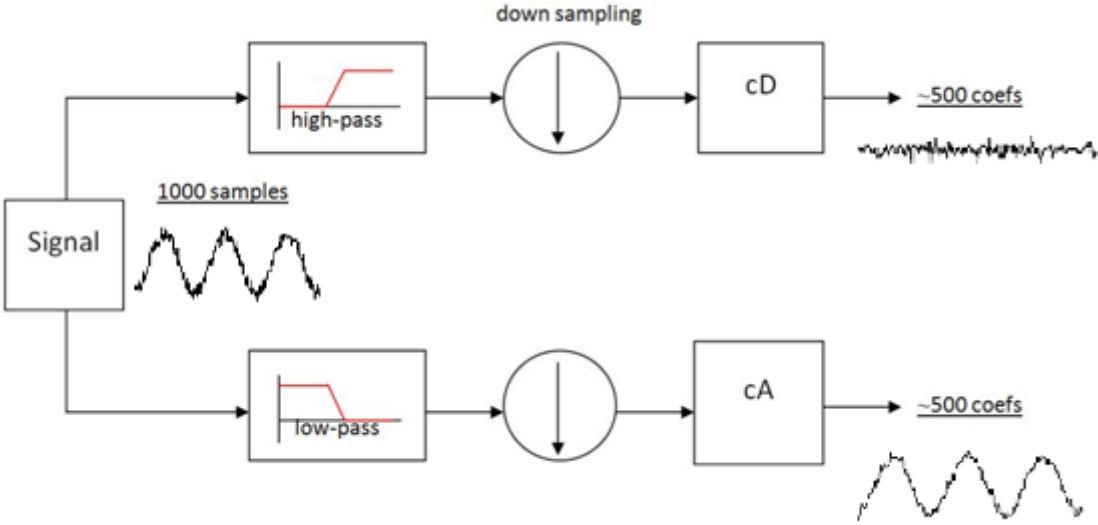 down sampling
high-pass
cD
~500 coefs
1000 samples
Signal
low-pass
cA
~500 coefs